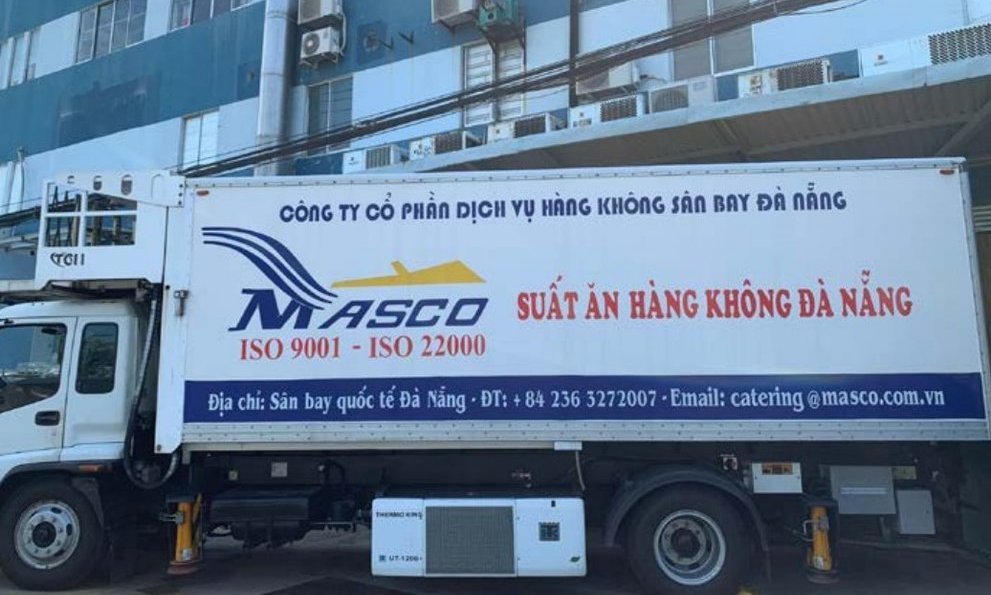 CÔNG TY CỔ PHẦN DỊCH VỤ HÀNG KHÔNG SÂN BAY ĐÀ NẴNG
MASCO
SUẤT ĂN HÀNG KHÔNG ĐÀ NẴNG
ISO 9001 - ISO 22000
Địa chỉ: Sân bay quốc tế Đà Nẵng - ĐT: + 84 236 3272007 - Email: catering@masco.com.vn
THERMO KING
UT-1200